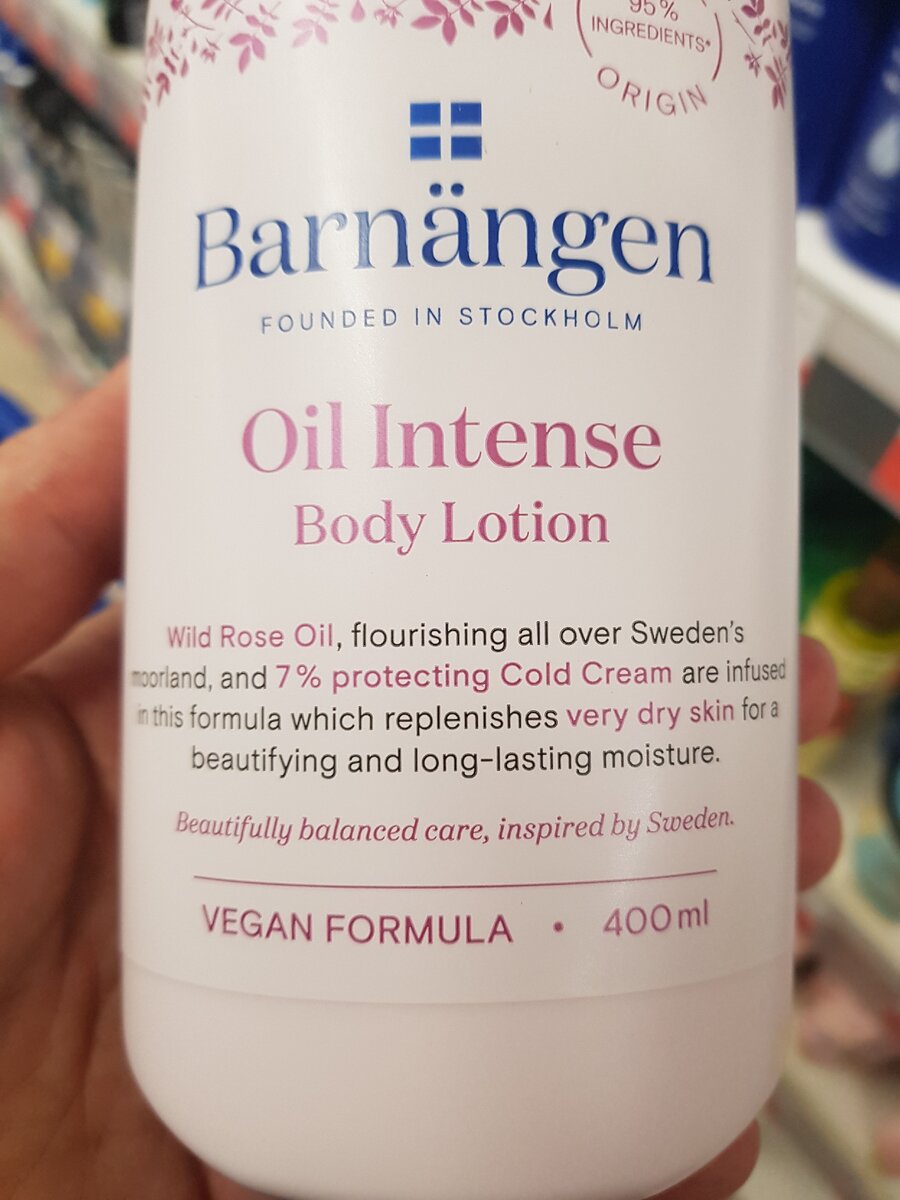 95%
INGREDIENTS*
ORIGIN
Barnängen
FOUNDED IN STOCKHOLM
Oil Intense
Body Lotion
Wild Rose Oil, flourishing all over Sweden's
moorland, and 7% protecting Cold Cream are infused
in this formula which replenishes very dry skin for a
beautifying and long-lasting moisture.
Beautifully balanced care, inspired by Sweden.
VEGAN FORMULA • 400 ml